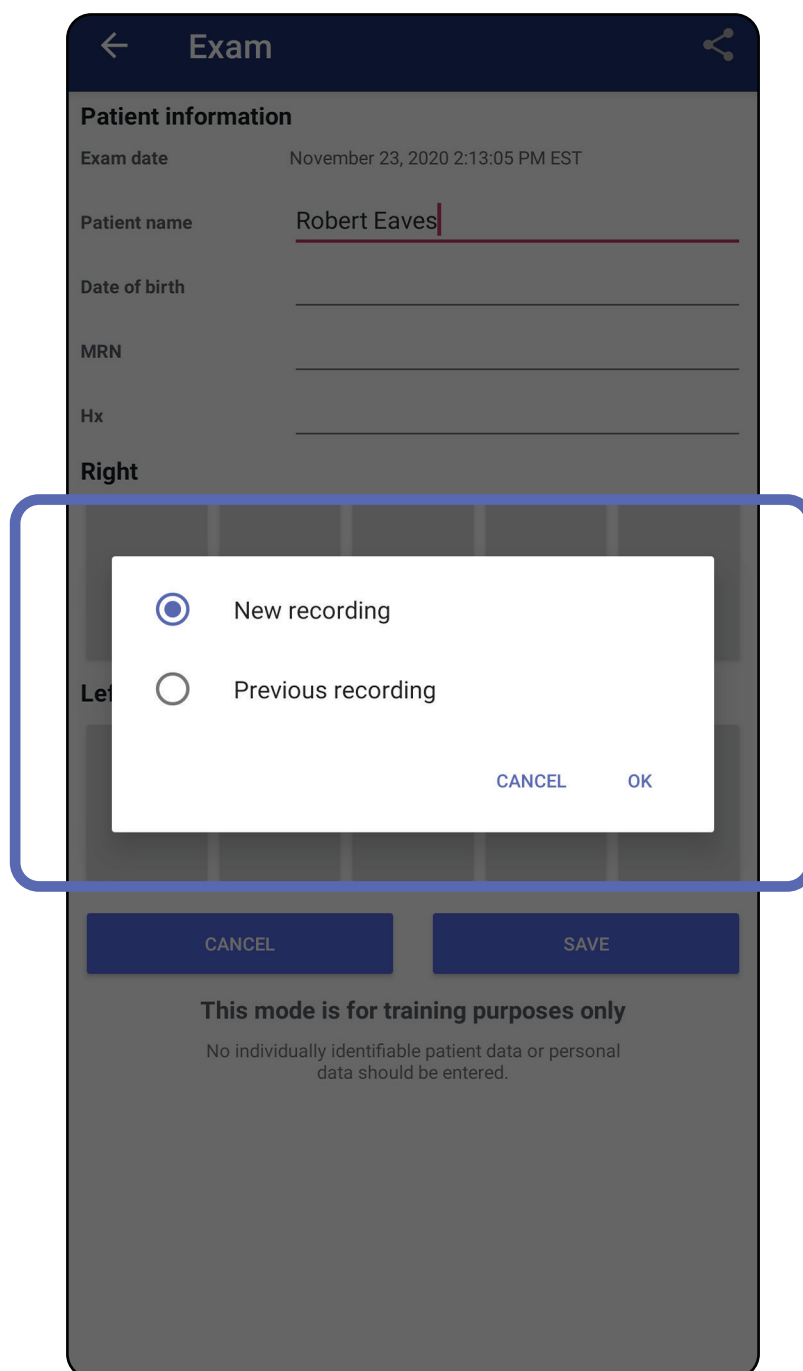 Exam
Patient information
Exam date November 23, 2020 2:13:05 PM EST
Patient name Robert Eaves
Date of birth
MRN
Hx
Right
New recording
Previous recording
Lef
CANCEL OK
CANCEL SAVE
This mode is for training purposes only
No individually identifiable patient data or personal
data should be entered.